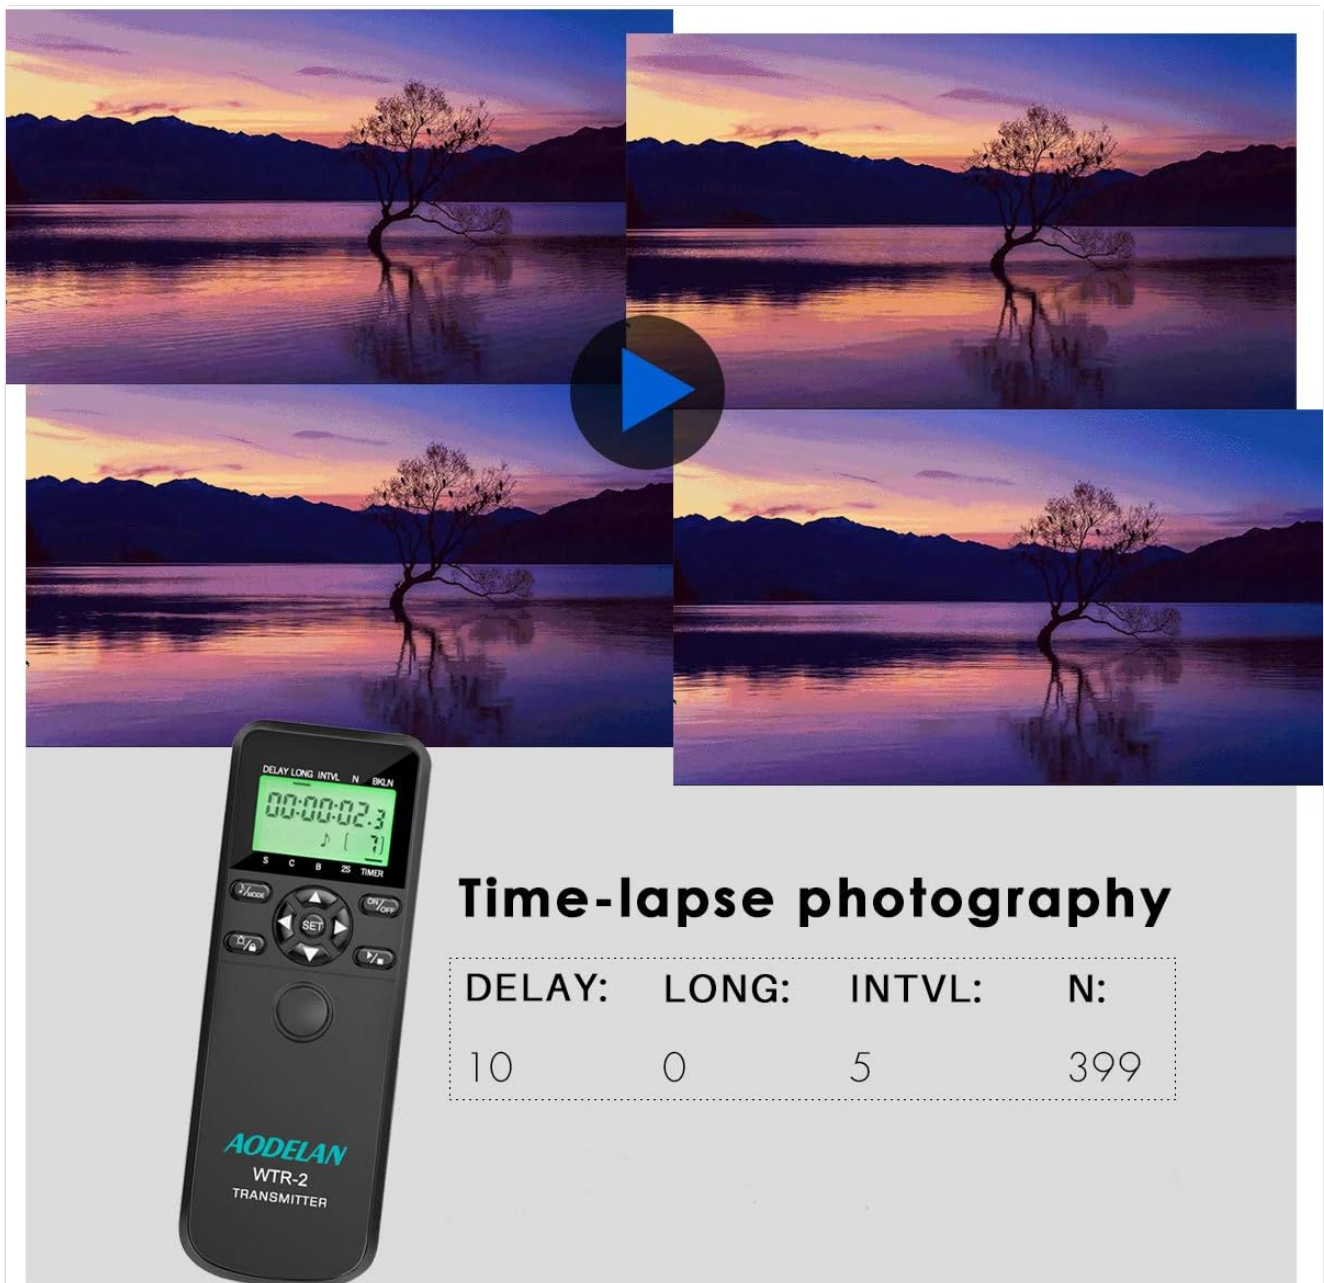 DELAY LONG INTVL N BKLN
00:00:02.3
[ 7]
S C B 2S TIMER
MODE
ON/OFF
SET
Time-lapse photography
DELAY: LONG: INTVL: N:
10 0 5 399
AODELAN
WTR-2
TRANSMITTER